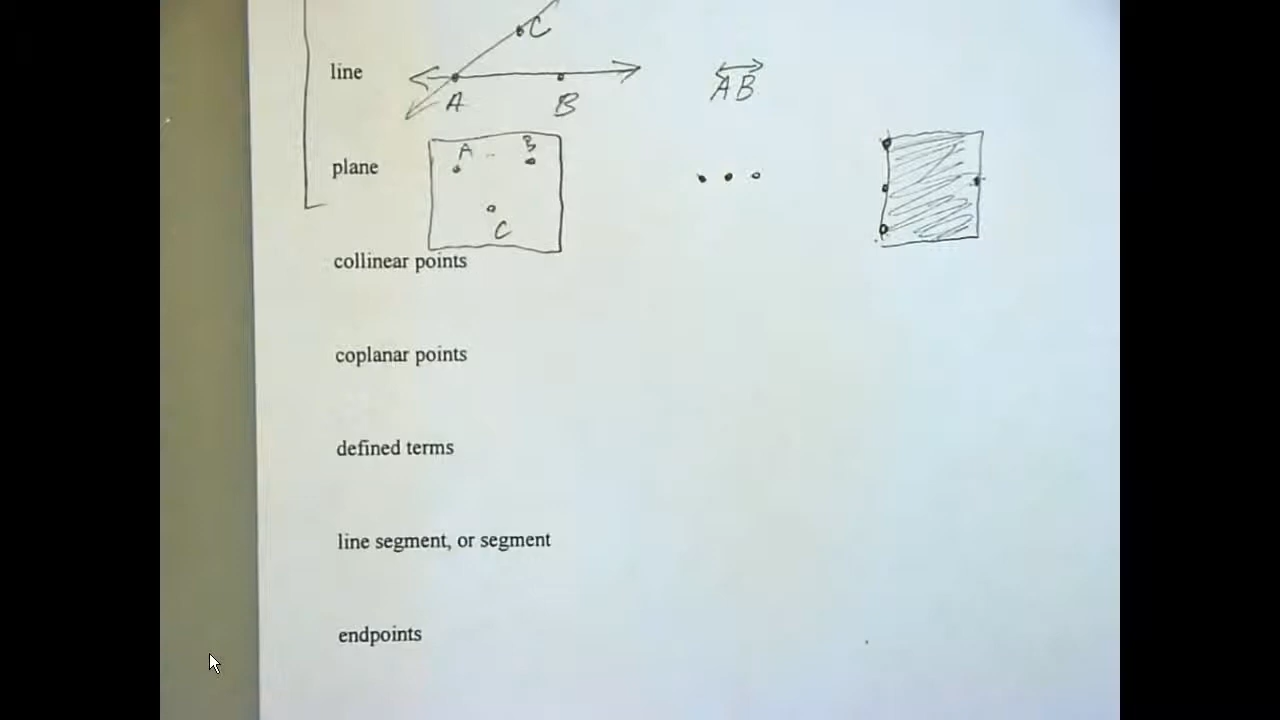 C
line
A B
AB
plane
A B
C
collinear points
coplanar points
defined terms
line segment, or segment
endpoints